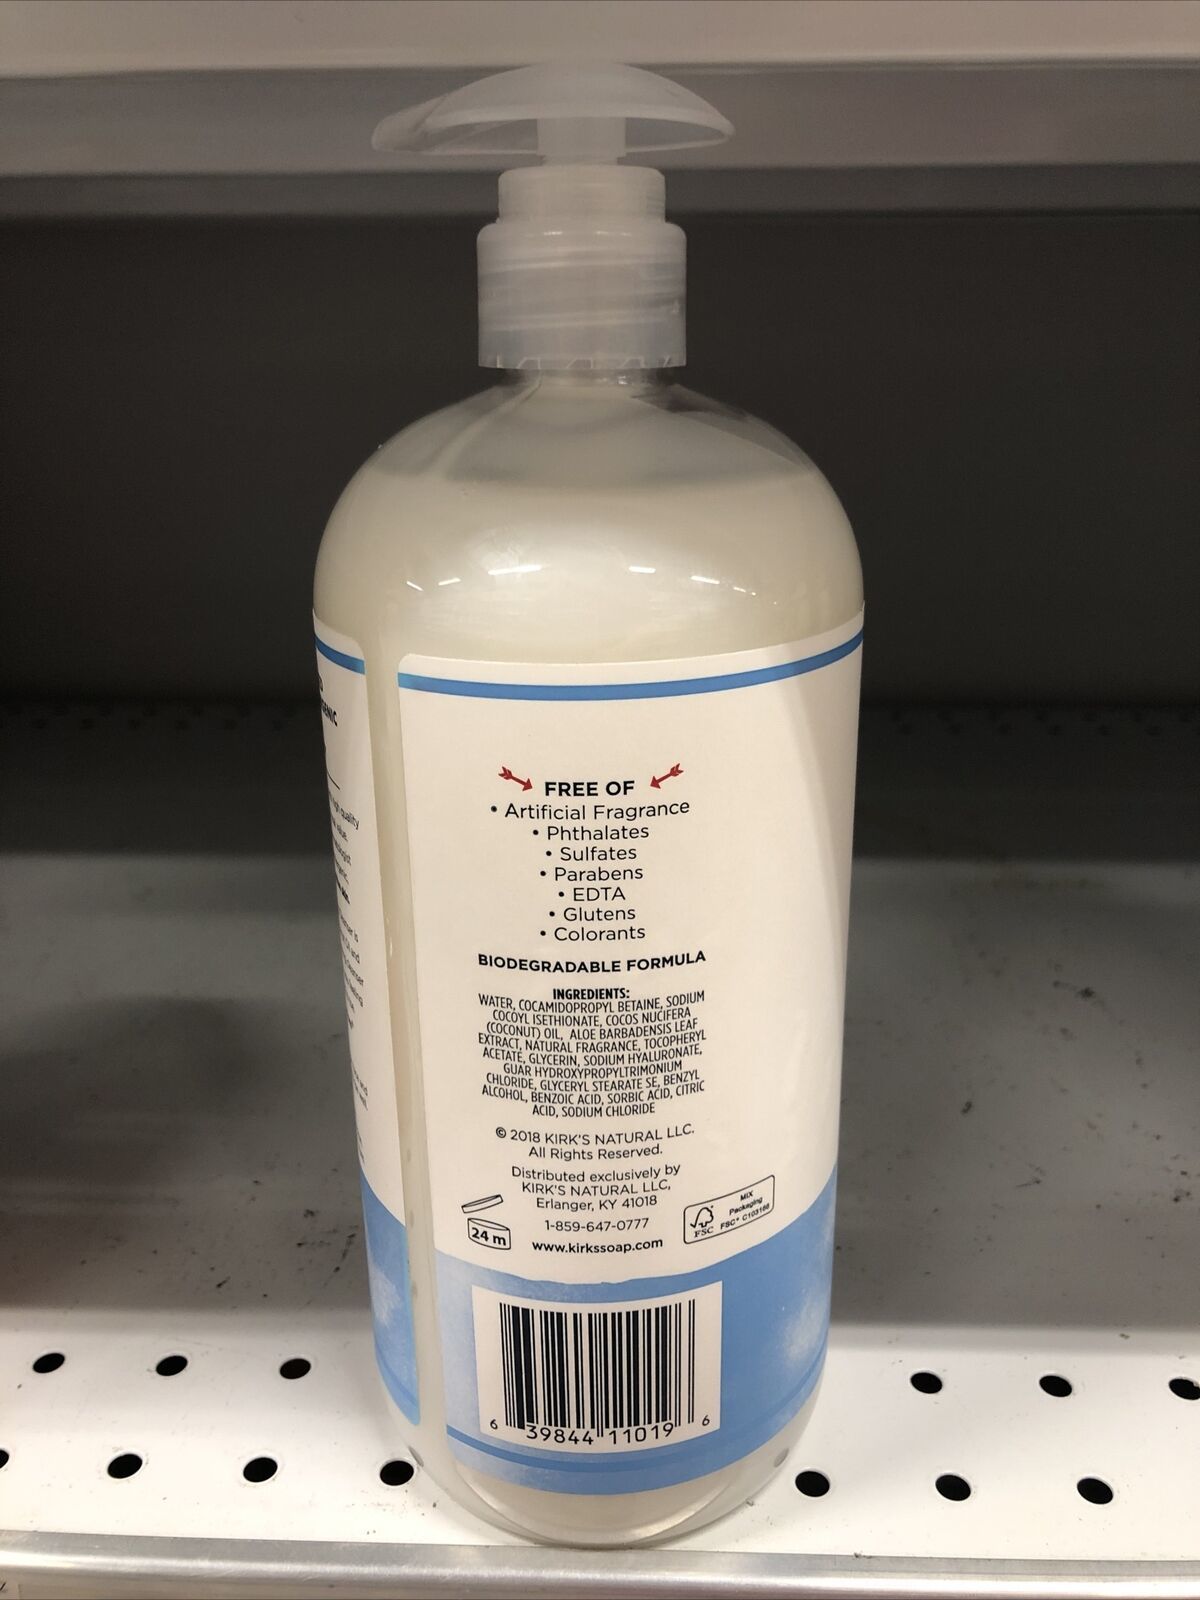 high quality
FREE OF
• Artificial Fragrance
• Phthalates
• Sulfates
• Parabens
• EDTA
• Glutens
• Colorants
BIODEGRADABLE FORMULA
INGREDIENTS:
WATER, COCAMIDOPROPYL BETAINE, SODIUM
COCOYL ISETHIONATE, COCOS NUCIFERA
(COCONUT) OIL, ALOE BARBADENSIS LEAF
EXTRACT, NATURAL FRAGRANCE, TOCOPHERYL
ACETATE, GLYCERIN, SODIUM HYALURONATE,
GUAR HYDROXYPROPYLTRIMONIUM
CHLORIDE, GLYCERYL STEARATE SE, BENZYL
ALCOHOL, BENZOIC ACID, SORBIC ACID, CITRIC
ACID, SODIUM CHLORIDE
© 2018 KIRK'S NATURAL LLC.
All Rights Reserved.
Distributed exclusively by
KIRK'S NATURAL LLC,
Erlanger, KY 41018
1-859-647-0777
www.kirkssoap.com
24 m
FSC
MIX
Packaging
FSC® C103168
6 39844 11019 6